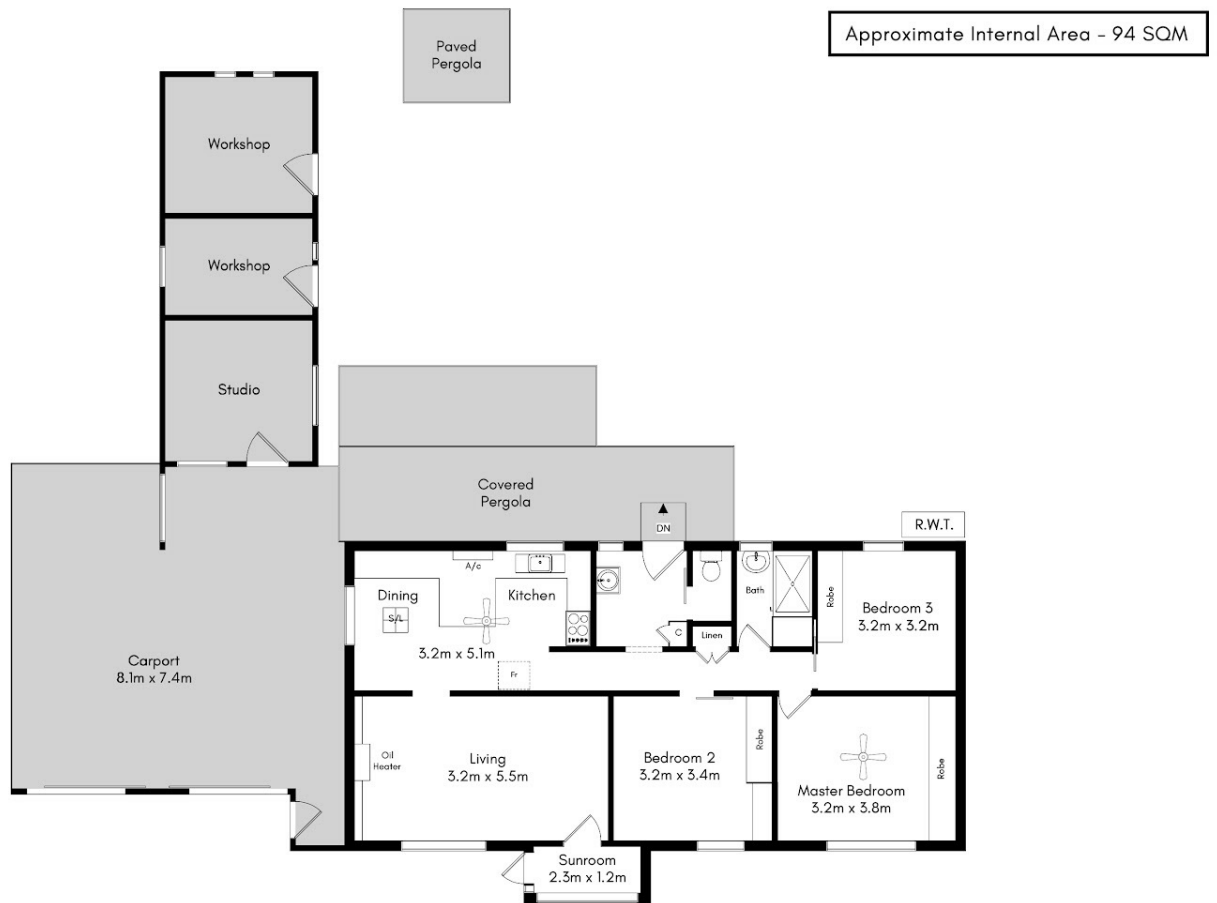 Approximate Internal Area - 94 SQM
Paved
Pergola
Workshop
Workshop
Studio
Covered
Pergola
DN
R.W.T.
A/c
Dining
S/L
Kitchen
3.2m x 5.1m
Fr
C
Linen
Bath
Robe
Bedroom 3
3.2m x 3.2m
Carport
8.1m x 7.4m
Oil
Heater
Living
3.2m x 5.5m
Bedroom 2
3.2m x 3.4m
Robe
Master Bedroom
3.2m x 3.8m
Robe
Sunroom
2.3m x 1.2m